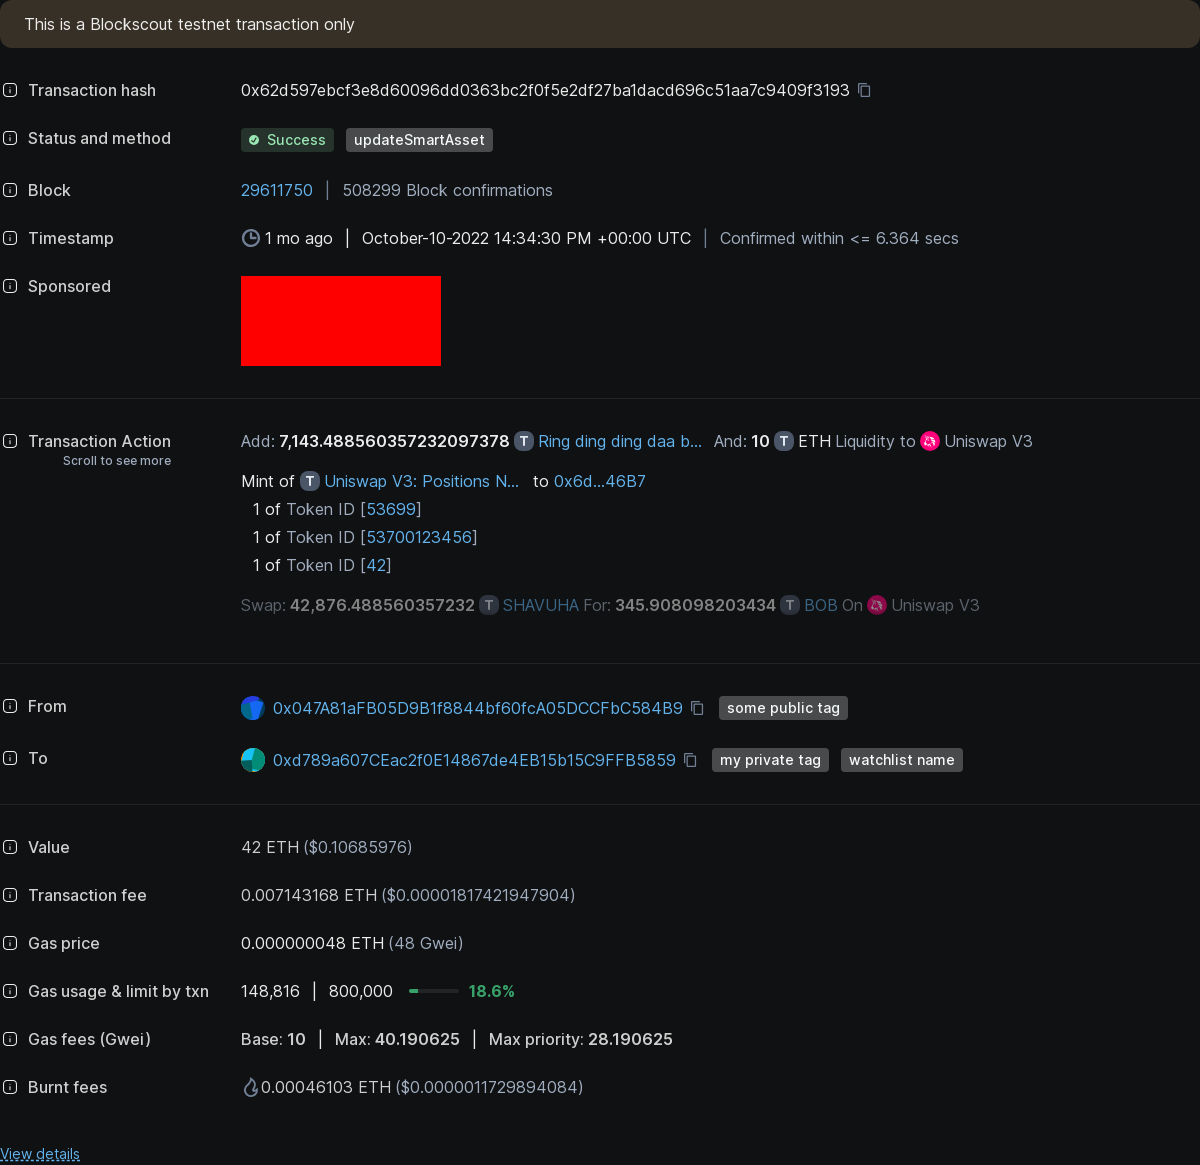 This is a Blockscout testnet transaction only
Transaction hash 0x62d597ebcf3e8d60096dd0363bc2f0f5e2df27ba1dacd696c51aa7c9409f3193
Status and method Success updateSmartAsset
Block 29611750 | 508299 Block confirmations
Timestamp 1 mo ago | October-10-2022 14:34:30 PM +00:00 UTC | Confirmed within <= 6.364 secs
Sponsored
Transaction Action Add: 7,143.488560357232097378 T Ring ding ding daa b... And: 10 T ETH Liquidity to Uniswap V3
Scroll to see more
Mint of T Uniswap V3: Positions N... to 0x6d...46B7
1 of Token ID [53699]
1 of Token ID [53700123456]
1 of Token ID [42]
Swap: 42,876.488560357232 T SHAVUHA For: 345.908098203434 T BOB On Uniswap V3
From 0x047A81aFB05D9B1f8844bf60fcA05DCCFbC584B9 some public tag
To 0xd789a607CEac2f0E14867de4EB15b15C9FFB5859 my private tag watchlist name
Value 42 ETH ($0.10685976)
Transaction fee 0.007143168 ETH ($0.00001817421947904)
Gas price 0.000000048 ETH (48 Gwei)
Gas usage & limit by txn 148,816 | 800,000 18.6%
Gas fees (Gwei) Base: 10 | Max: 40.190625 | Max priority: 28.190625
Burnt fees 0.00046103 ETH ($0.0000011729894084)
View details